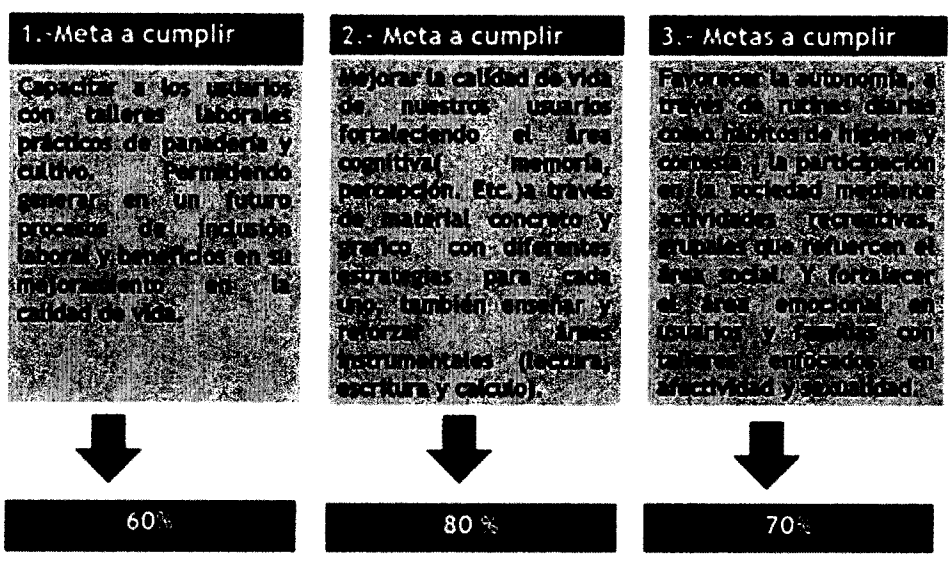 1.-Meta a cumplir
Capacitar a los usuarios
con talleres laborales
prácticos de panadería y
cultivo. Permitiendo
generar en un futuro
procesos de inclusión
laboral y beneficios en su
mejoramiento en la
calidad de vida.
60%
2.- Meta a cumplir
Mejorar la calidad de vida
de nuestros usuarios
fortaleciendo el área
cognitiva( memoria,
percepción. Etc.)a través
de material concreto y
grafico con diferentes
estrategias para cada
uno, también enseñar y
reforzar áreas
instrumentales (lectura,
escritura y calculo).
80 %
3.- Metas a cumplir
Favorecer la autonomía, a
través de rutinas diarias
como hábitos de higiene y
cortesía y la participación
en la sociedad mediante
actividades recreativas,
grupales que refuercen el
área social. Y fortalecer
el área emocional en
usuarios y familias con
talleres enfocados en
afectividad y sexualidad.
70%